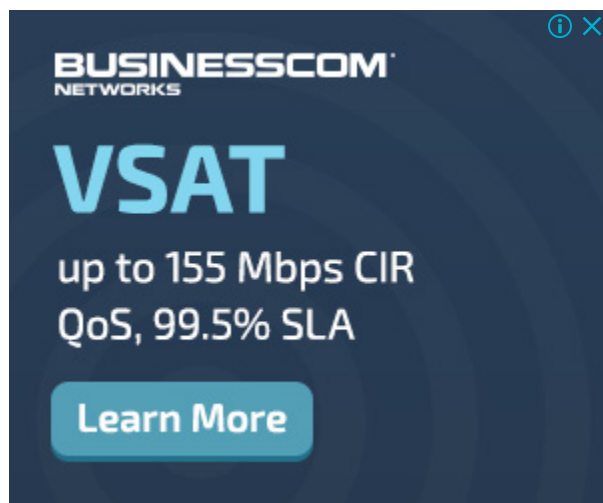 BUSINESSCOM
NETWORKS
VSAT
up to 155 Mbps CIR
QoS, 99.5% SLA
Learn More